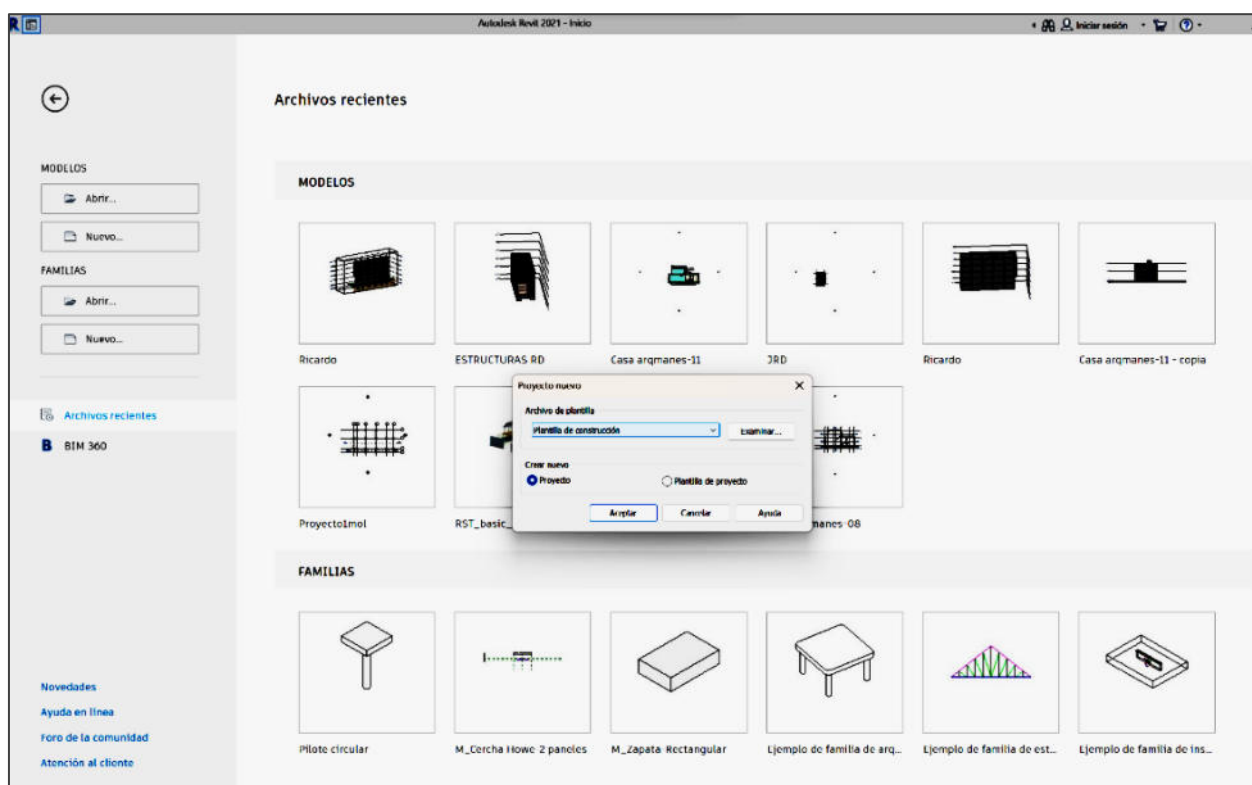 Autodesk Revit 2021 - Inicio
Iniciar sesión
Archivos recientes
MODELOS
Abrir...
Nuevo...
FAMILIAS
Abrir...
Nuevo...
Archivos recientes
BIM 360
Novedades
Ayuda en línea
Foro de la comunidad
Atención al cliente
MODELOS
Ricardo
ESTRUCTURAS RD
Casa arqmanes-11
JRD
Ricardo
Casa arqmanes-11 - copia
Proyecto1mol
RST_basic_
manes-08
Proyecto nuevo
Archivo de plantilla
Plantilla de construcción
Examinar...
Crear nuevo
Proyecto
Plantilla de proyecto
Aceptar
Cancelar
Ayuda
FAMILIAS
Pilote circular
M_Cercha Howe 2 paneles
M_Zapata Rectangular
Ejemplo de familia de arq...
Ejemplo de familia de est...
Ejemplo de familia de ins...